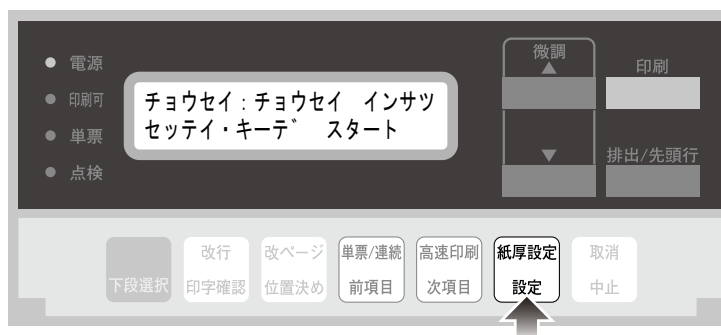 微調
▲
電源
印刷
印刷可
チョウセイ：チョウセイ　インサツ
セッテイ・キーデ゛　スタート
単票
▼
排出/先頭行
点検
改行
改ページ
単票/連続
高速印刷
紙厚設定
取消
下段選択
印字確認
位置決め
前項目
次項目
設定
中止